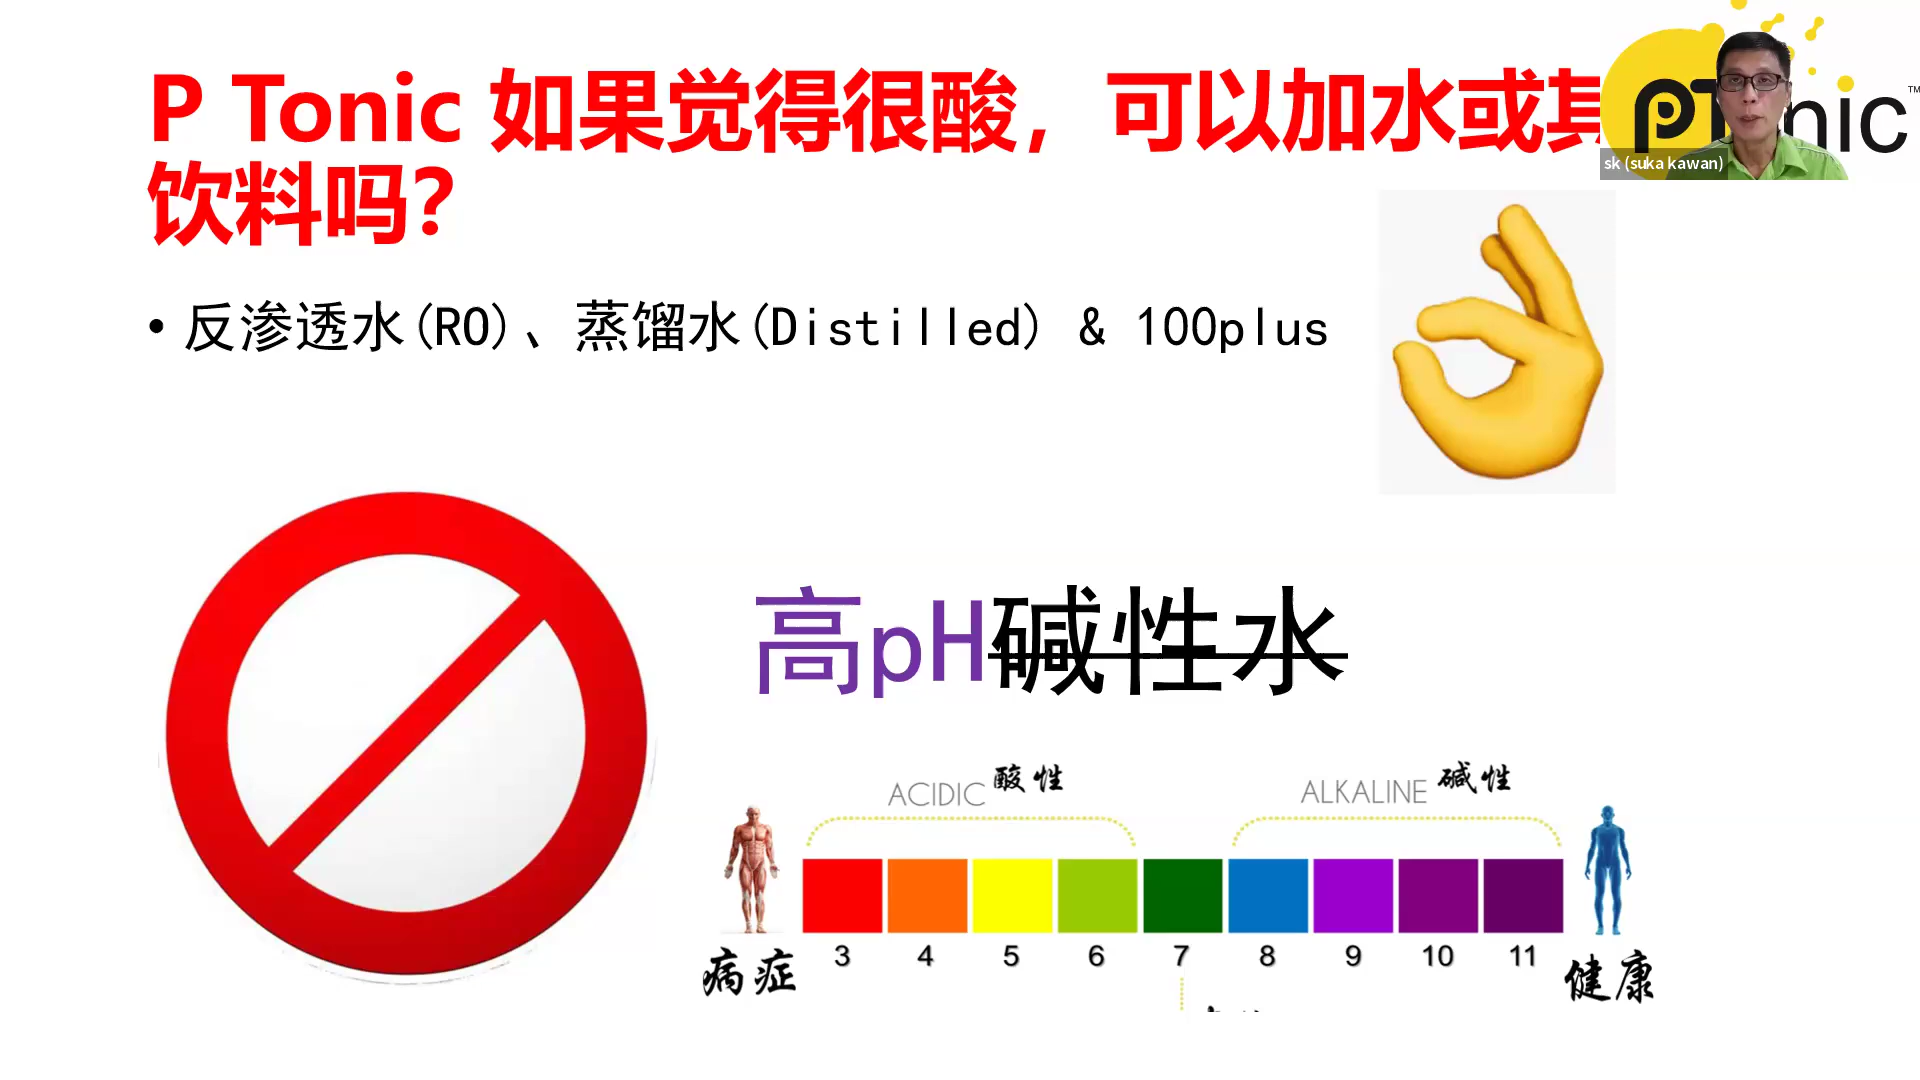 P Tonic 如果觉得很酸，可以加水或其
饮料吗？
• 反渗透水(RO)、蒸馏水(Distilled) & 100plus
高pH碱性水
ACIDIC 酸性
ALKALINE 碱性
3 4 5 6 7 8 9 10 11
病症
健康
nic™
sk (suka kawan)